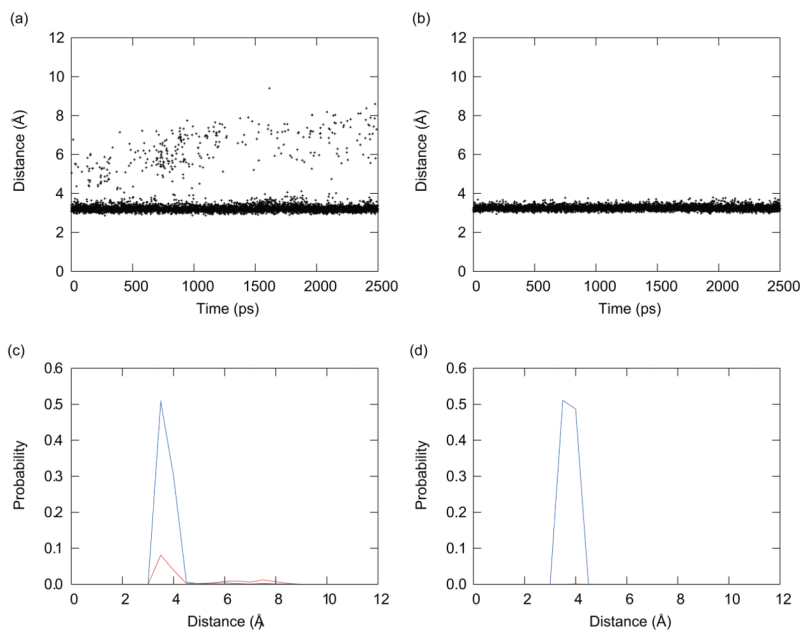 (a)
12
10
8
6
4
2
0
Distance (Å)
0 500 1000 1500 2000 2500
Time (ps)
(b)
12
10
8
6
4
2
0
Distance (Å)
0 500 1000 1500 2000 2500
Time (ps)
(c)
0.6
0.5
0.4
0.3
0.2
0.1
0.0
Probability
0 2 4 6 8 10 12
Distance (Å)
(d)
0.6
0.5
0.4
0.3
0.2
0.1
0.0
Probability
0 2 4 6 8 10 12
Distance (Å)